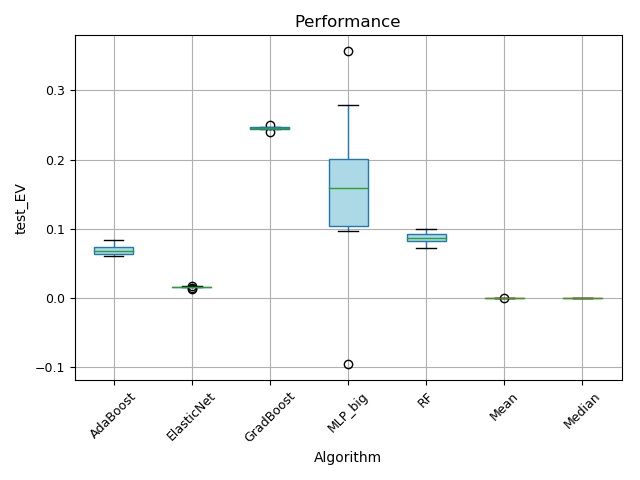 Performance
test_EV
0.3
0.2
0.1
0.0
−0.1
AdaBoost
ElasticNet
GradBoost
MLP_big
RF
Mean
Median
Algorithm